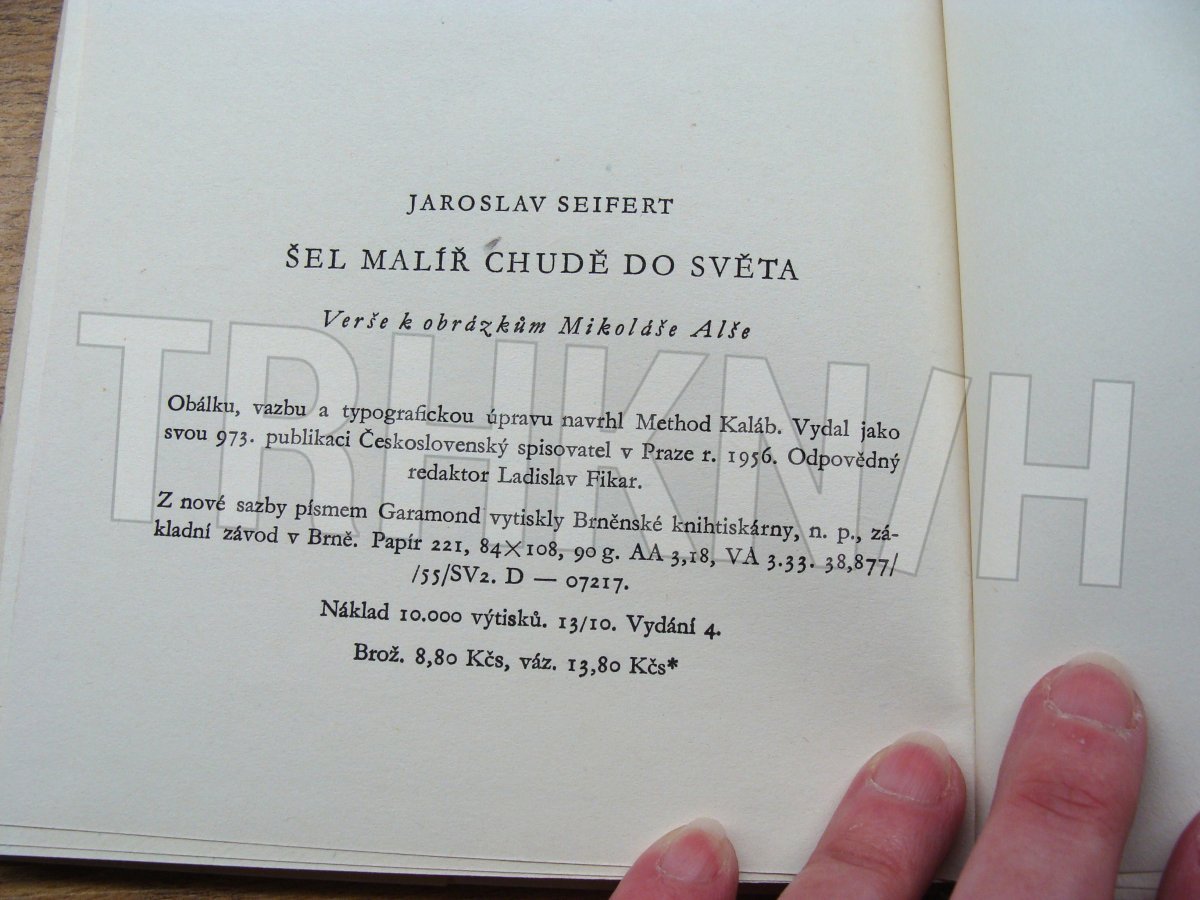 JAROSLAV SEIFERT
ŠEL MALÍŘ CHUDĚ DO SVĚTA
Verše k obrázkům Mikoláše Alše
Obálku, vazbu a typografickou úpravu navrhl Method Kaláb. Vydal jako
svou 973. publikaci Československý spisovatel v Praze r. 1956. Odpovědný
redaktor Ladislav Fikar.
Z nové sazby písmem Garamond vytiskly Brněnské knihtiskárny, n. p., zá-
kladní závod v Brně. Papír 221, 84×108, 90 g. AA 3,18, VA 3.33. 38,877/
/55/SV2. D — 07217.
Náklad 10.000 výtisků. 13/10. Vydání 4.
Brož. 8,80 Kčs, váz. 13,80 Kčs*
TRHKNIH